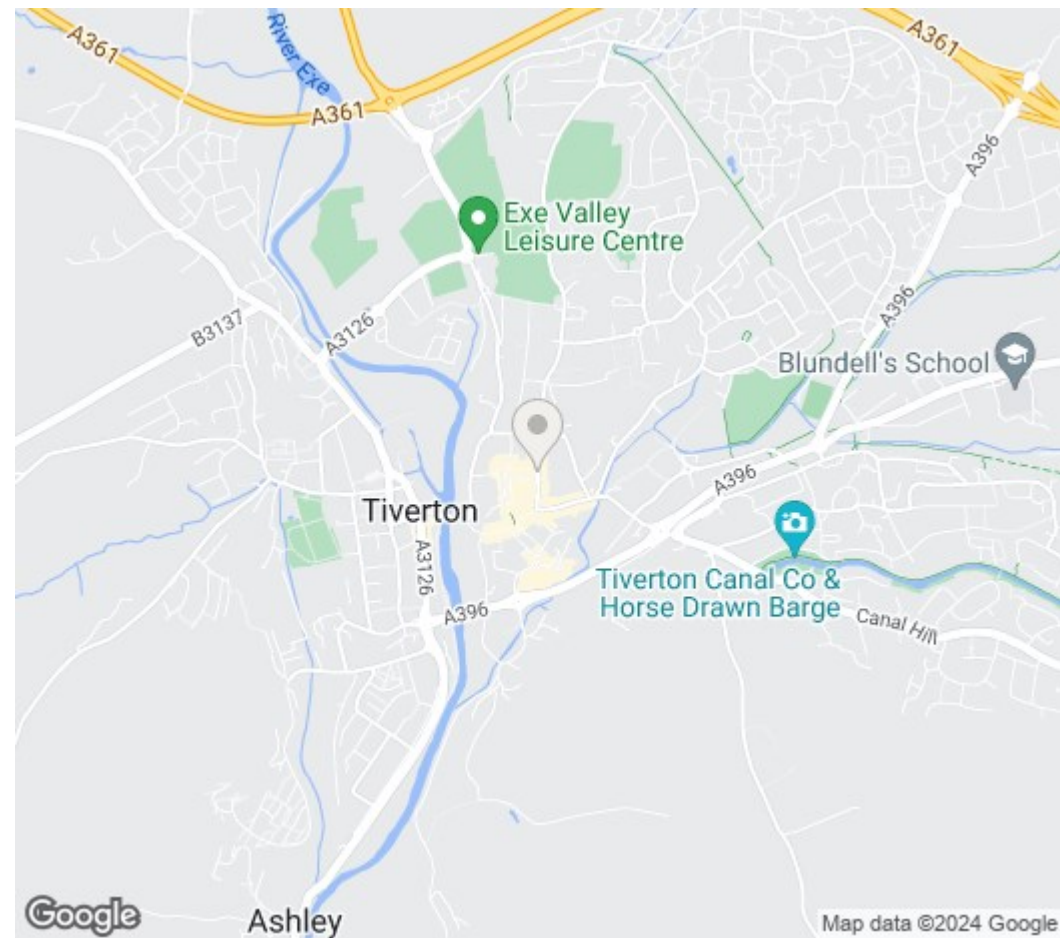 A361
River Exe
A361
A361
A396
Exe Valley
Leisure Centre
B3137
A3126
A396
Blundell's School
A396
Tiverton
A3126
Tiverton Canal Co &
Horse Drawn Barge
A396
Canal Hill
Ashley
Google
Map data ©2024 Google